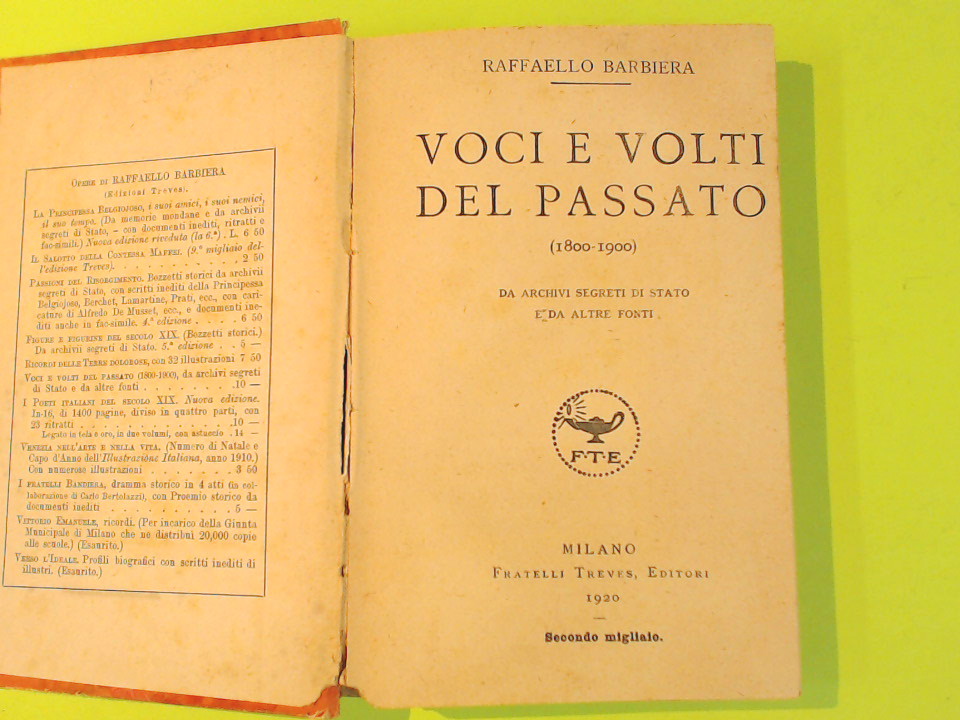 Opere di RAFFAELLO BARBIERA
(Edizioni Treves).
La Principessa Belgiojoso, i suoi amici, i suoi nemici,
il suo tempo. (Da memorie mondane e da archivii
segreti di Stato, – con documenti inediti, ritratti e
fac-simili.) Nuova edizione riveduta (la 6.ª) . L. 6 50
Il Salotto della Contessa Maffei. (9.º migliaio del-
l'edizione Treves). . . . . . . . . . . 2 50
Passioni del Risorgimento. Bozzetti storici da archivii
segreti di Stato, con scritti inediti della Principessa
Belgiojoso, Berchet, Lamartine, Prati, ecc., con cari-
cature di Alfredo De Musset, ecc., e documenti ine-
diti anche in fac-simile. 4.ª edizione . . . . 6 50
Figure e figurine del secolo XIX. (Bozzetti storici.)
Da archivii segreti di Stato. 5.ª edizione . . 5 —
Ricordi delle Terre dolorose, con 32 illustrazioni 7 50
Voci e volti del passato (1800-1900), da archivi segreti
di Stato e da altre fonti . . . . . . . .10 —
I Poeti italiani del secolo XIX. Nuova edizione.
In-16, di 1400 pagine, diviso in quattro parti, con
23 ritratti . . . . . . . . . . . .10 —
Legato in tela e oro, in due volumi, con astuccio . 14 —
Venezia nell'arte e nella vita. (Numero di Natale e
Capo d'Anno dell'Illustrazione Italiana, anno 1910.)
Con numerose illustrazioni . . . . . . . 3 50
I fratelli Bandiera, dramma storico in 4 atti (in col-
laborazione di Carlo Bertolazzi), con Proemio storico da
documenti inediti . . . . . . . . . 5 —
Vittorio Emanuele, ricordi. (Per incarico della Giunta
Municipale di Milano che ne distribuì 20,000 copie
alle scuole.) (Esaurito.)
Verso l'Ideale. Profili biografici con scritti inediti di
illustri. (Esaurito.)
RAFFAELLO BARBIERA
VOCI E VOLTI
DEL PASSATO
(1800-1900)
DA ARCHIVI SEGRETI DI STATO
E DA ALTRE FONTI
F·T·E·
MILANO
Fratelli Treves, Editori
1920
Secondo migliaio.